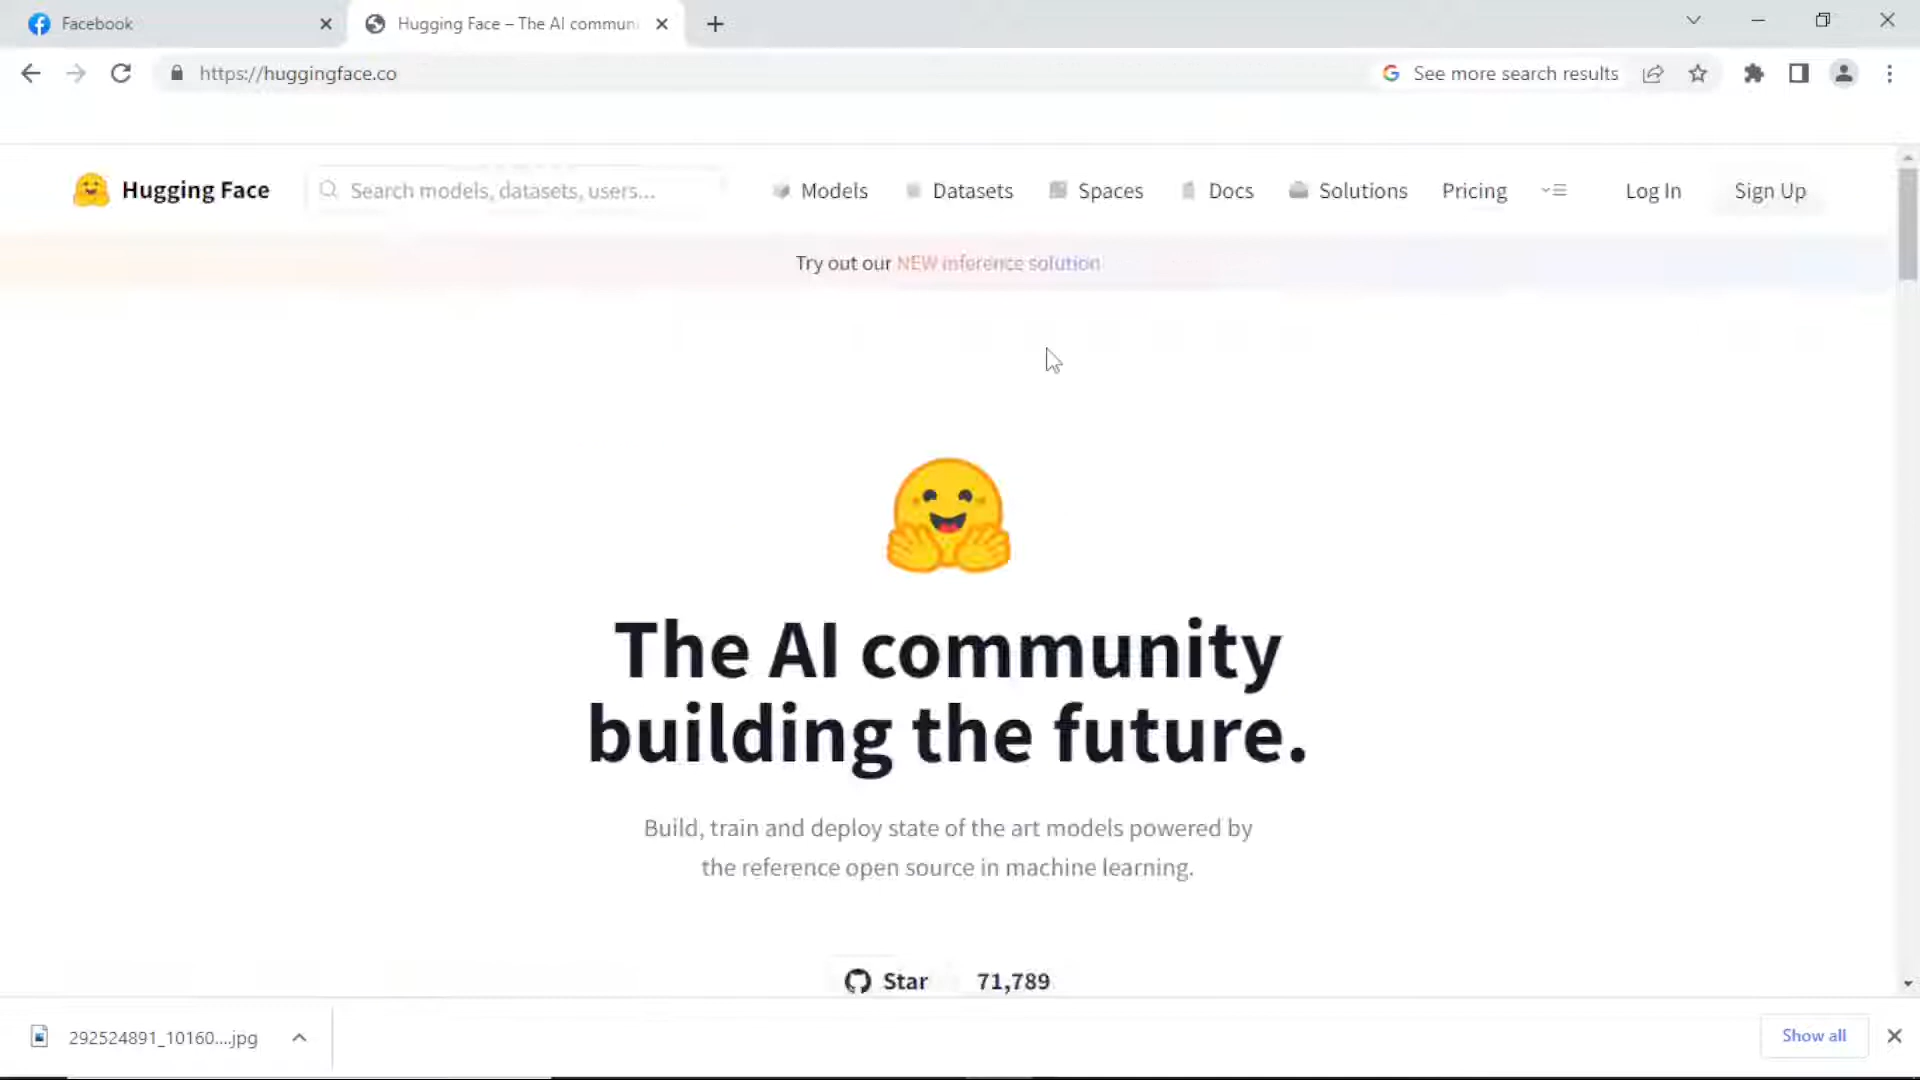 Facebook
Hugging Face – The AI commun
https://huggingface.co
See more search results
Hugging Face
Search models, datasets, users...
Models
Datasets
Spaces
Docs
Solutions
Pricing
Log In
Sign Up
Try out our NEW inference solution
The AI community
building the future.
Build, train and deploy state of the art models powered by
the reference open source in machine learning.
Star
71,789
292524891_10160....jpg
Show all